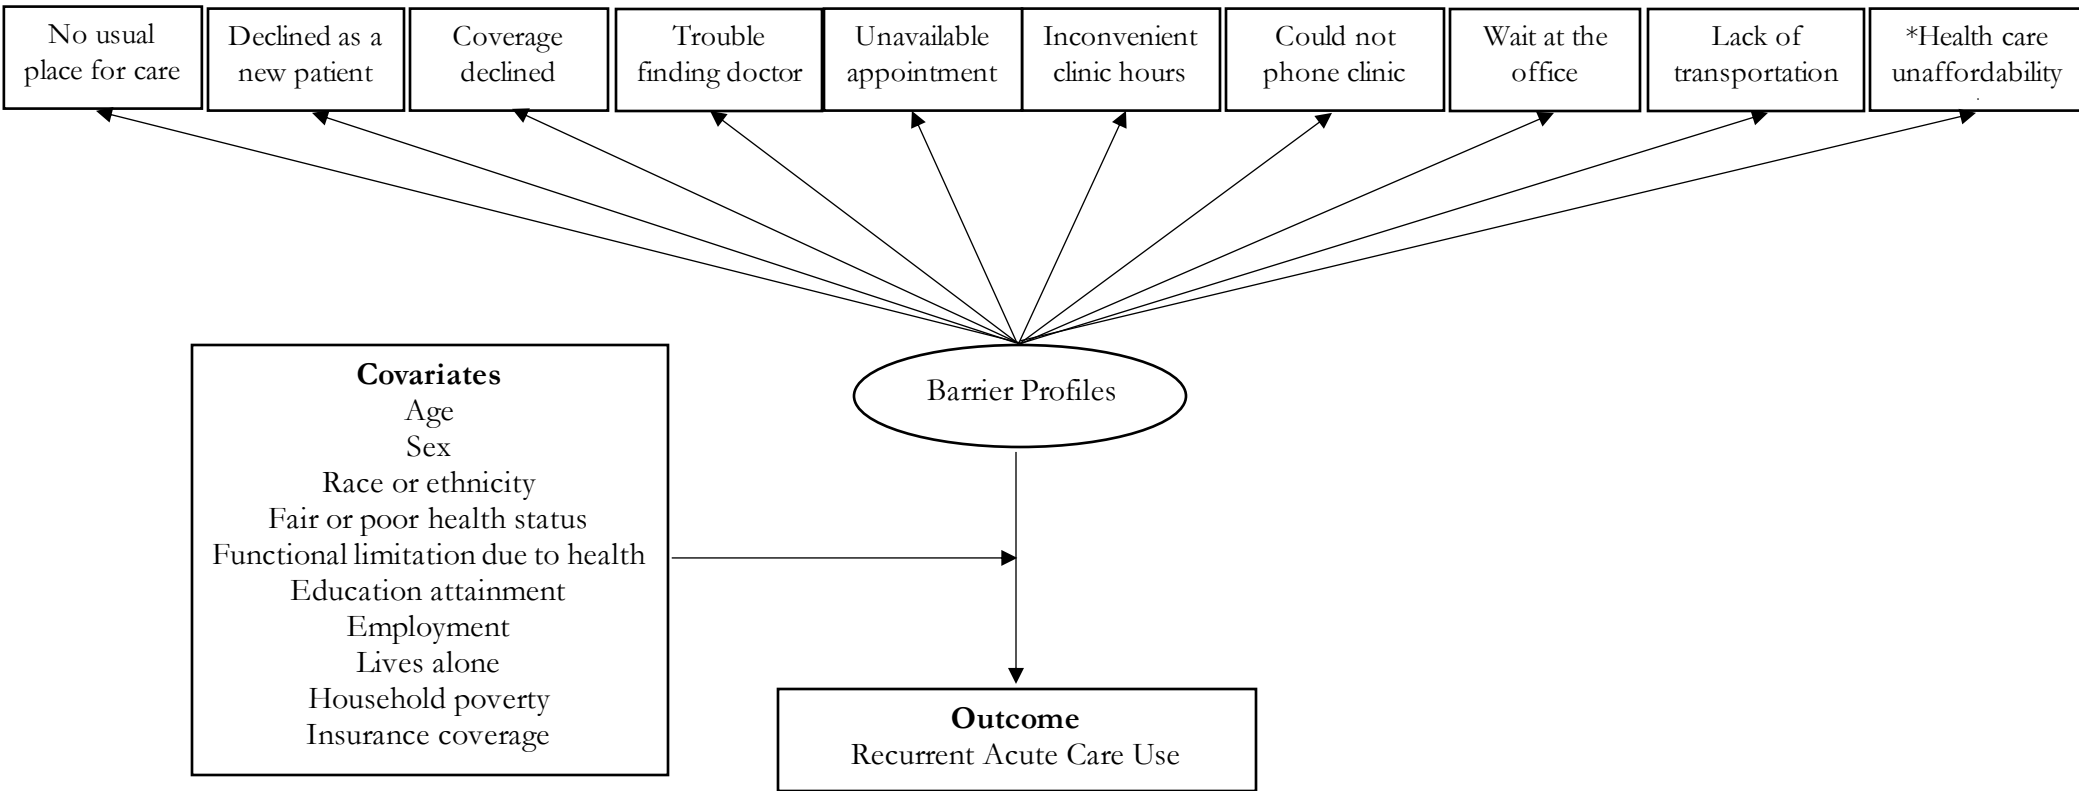 No usual
place for care
Declined as a
new patient
Coverage
declined
Trouble
finding doctor
Unavailable
appointment
Inconvenient
clinic hours
Could not
phone clinic
Wait at the
office
Lack of
transportation
*Health care
unaffordability
Barrier Profiles
Covariates
Age
Sex
Race or ethnicity
Fair or poor health status
Functional limitation due to health
Education attainment
Employment
Lives alone
Household poverty
Insurance coverage
Outcome
Recurrent Acute Care Use